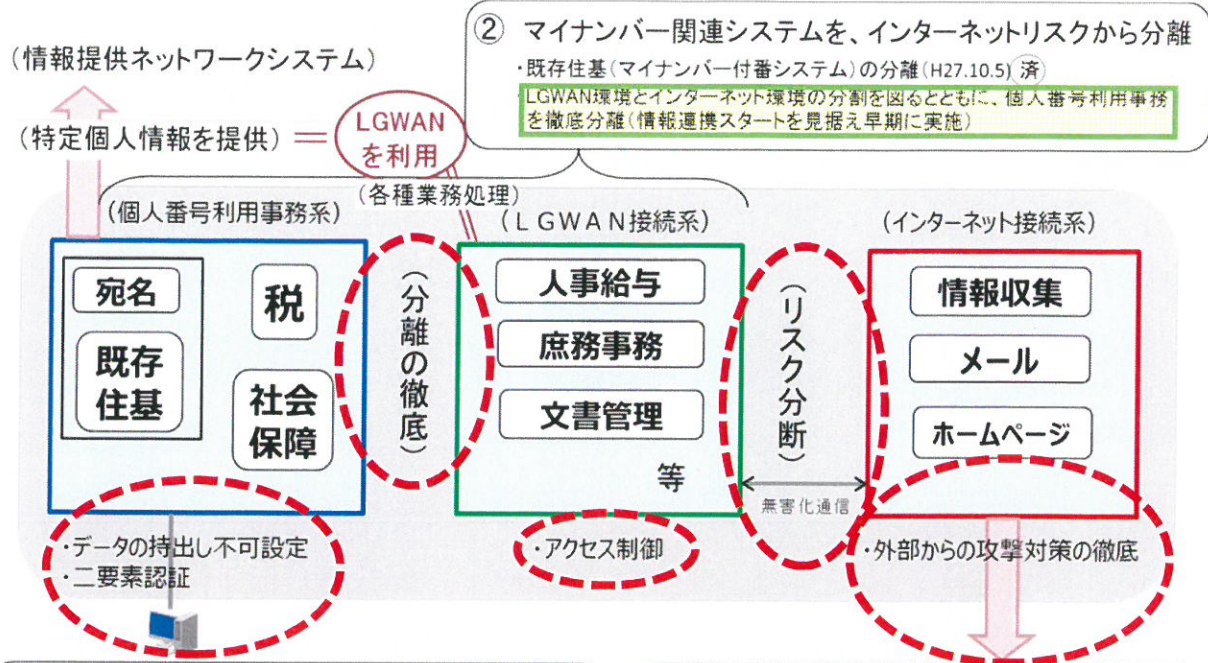 ② マイナンバー関連システムを、インターネットリスクから分離
・既存住基(マイナンバー付番システム)の分離(H27.10.5) 済
・LGWAN環境とインターネット環境の分割を図るとともに、個人番号利用事務
を徹底分離(情報連携スタートを見据え早期に実施)
(情報提供ネットワークシステム)
(特定個人情報を提供)
LGWAN
を利用
(各種業務処理)
(個人番号利用事務系)
宛名
既存
住基
税
社会
保障
(分離の徹底)
(LGWAN接続系)
人事給与
庶務事務
文書管理
等
(リスク分断)
無害化通信
(インターネット接続系)
情報収集
メール
ホームページ
・データの持出し不可設定
・二要素認証
・アクセス制御
・外部からの攻撃対策の徹底